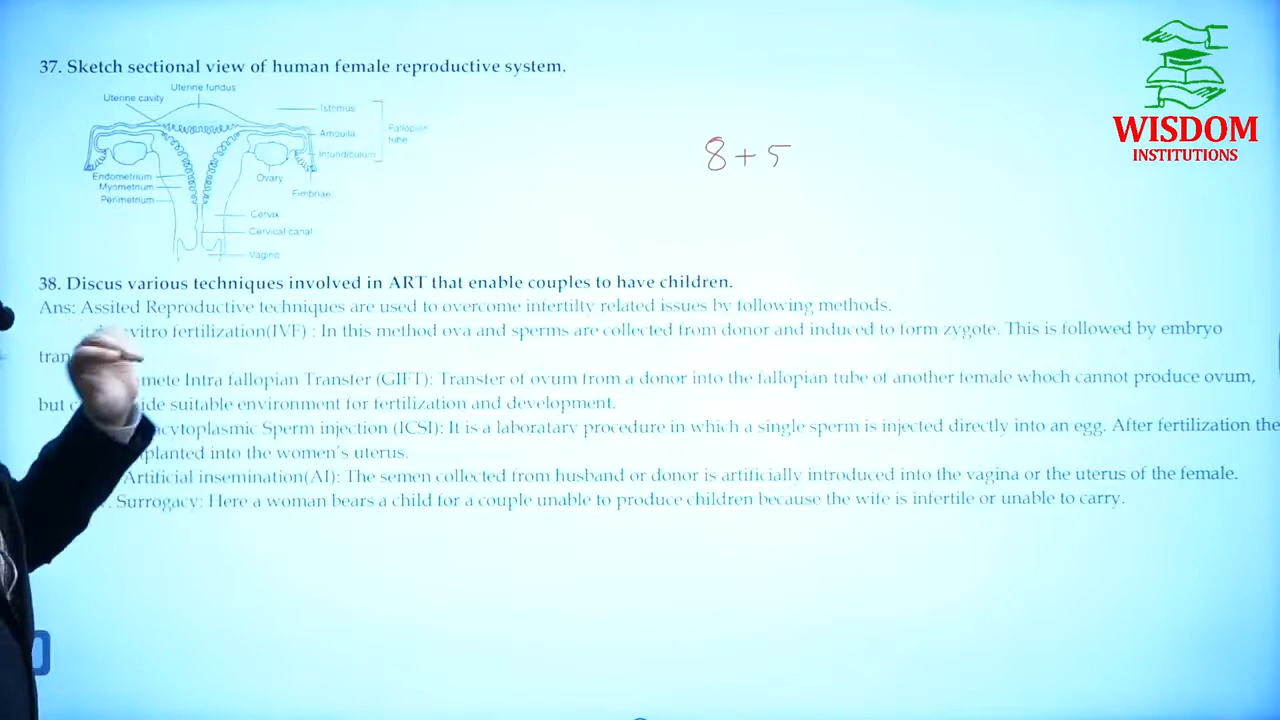 37. Sketch sectional view of human female reproductive system.
Uterine fundus
Uterine cavity
Isthmus
Ampulla
Fallopian
tube
Infundibulum
Endometrium
Ovary
Myometrium
Fimbriae
Perimetrium
Cervix
Cervical canal
Vagina
8 + 5
WISDOM
INSTITUTIONS
38. Discus various techniques involved in ART that enable couples to have children.
Ans: Assited Reproductive techniques are used to overcome intertilty related issues by following methods.
vitro fertilization(IVF) : In this method ova and sperms are collected from donor and induced to form zygote. This is followed by embryo
tran
mete Intra fallopian Transfer (GIFT): Transfer of ovum from a donor into the fallopian tube of another female whoch cannot produce ovum,
but c ide suitable environment for fertilization and development.
acytoplasmic Sperm injection (ICSI): It is a laboratary procedure in which a single sperm is injected directly into an egg. After fertilization the
planted into the women's uterus.
Artificial insemination(AI): The semen collected from husband or donor is artificially introduced into the vagina or the uterus of the female.
. Surrogacy: Here a woman bears a child for a couple unable to produce children because the wife is infertile or unable to carry.